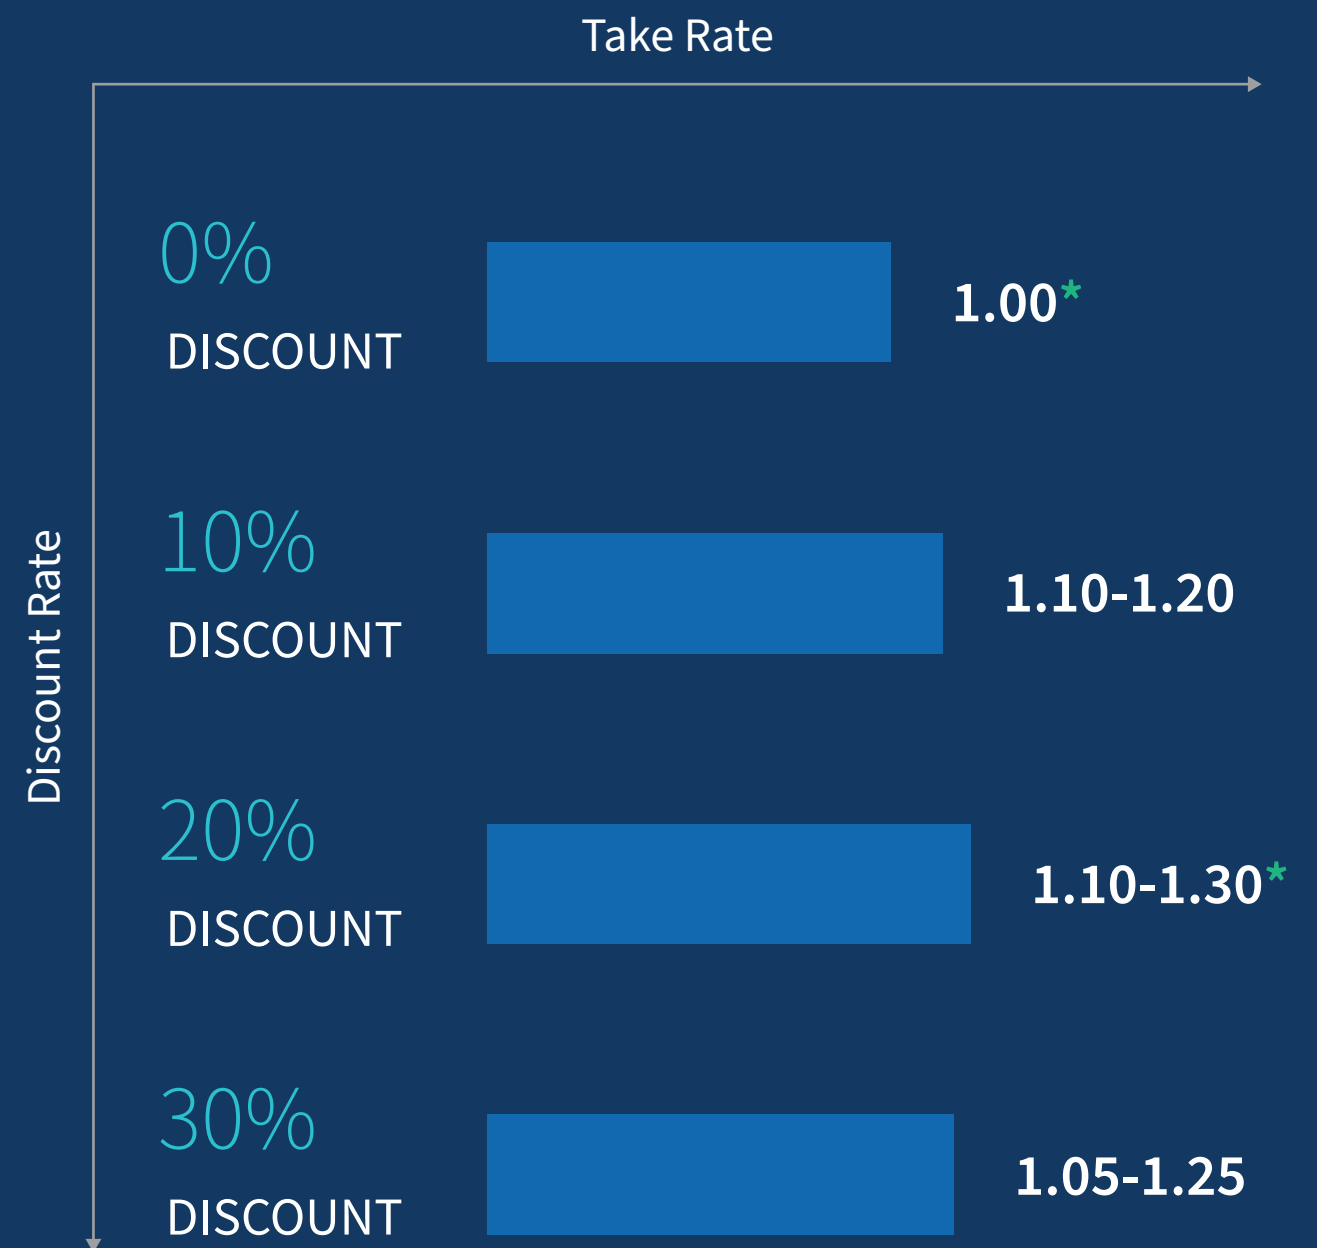 Take Rate
Discount Rate
0%
DISCOUNT
1.00*
10%
DISCOUNT
1.10-1.20
20%
DISCOUNT
1.10-1.30*
30%
DISCOUNT
1.05-1.25